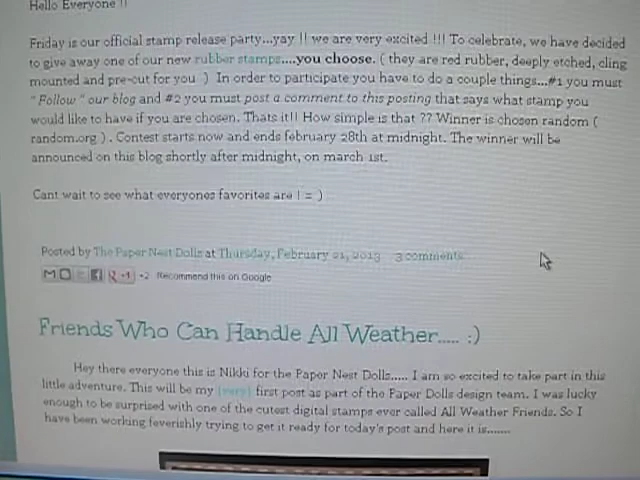 Hello Everyone !!
Friday is our official stamp release party...yay !! we are very excited !!! To celebrate, we have decided
to give away one of our new rubber stamps....you choose. ( they are red rubber, deeply etched, cling
mounted and pre-cut for you ) In order to participate you have to do a couple things...#1 you must
" Follow " our blog and #2 you must post a comment to this posting that says what stamp you
would like to have if you are chosen. Thats it!! How simple is that ?? Winner is chosen random (
random.org ) . Contest starts now and ends february 28th at midnight. The winner will be
announced on this blog shortly after midnight, on march 1st.
Cant wait to see what everyones favorites are ! = )
Posted by The Paper Nest Dolls at Thursday, February 21, 2013 3 comments:
+1 +2 Recommend this on Google
Friends Who Can Handle All Weather..... :)
Hey there everyone this is Nikki for the Paper Nest Dolls..... I am so excited to take part in this
little adventure. This will be my (very) first post as part of the Paper Dolls design team. I was lucky
enough to be surprised with one of the cutest digital stamps ever called All Weather Friends. So I
have been working feverishly trying to get it ready for today's post and here it is.......